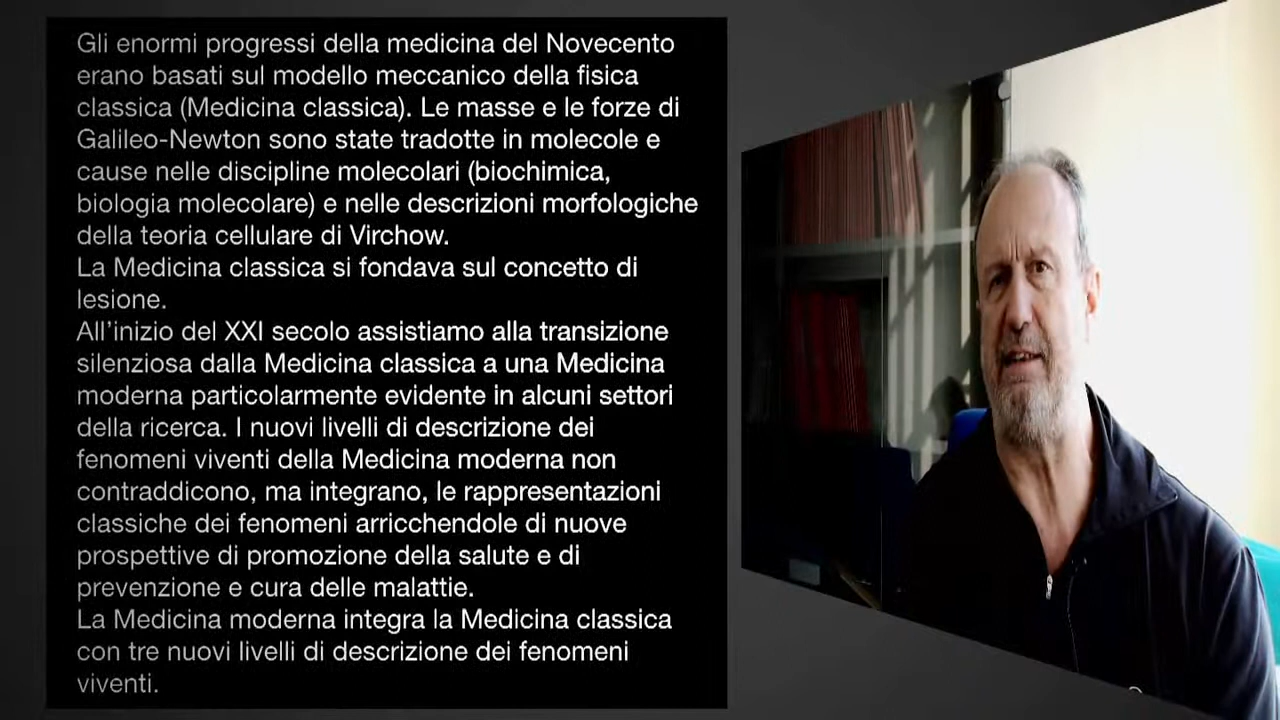 Gli enormi progressi della medicina del Novecento
erano basati sul modello meccanico della fisica
classica (Medicina classica). Le masse e le forze di
Galileo-Newton sono state tradotte in molecole e
cause nelle discipline molecolari (biochimica,
biologia molecolare) e nelle descrizioni morfologiche
della teoria cellulare di Virchow.
La Medicina classica si fondava sul concetto di
lesione.
All'inizio del XXI secolo assistiamo alla transizione
silenziosa dalla Medicina classica a una Medicina
moderna particolarmente evidente in alcuni settori
della ricerca. I nuovi livelli di descrizione dei
fenomeni viventi della Medicina moderna non
contraddicono, ma integrano, le rappresentazioni
classiche dei fenomeni arricchendole di nuove
prospettive di promozione della salute e di
prevenzione e cura delle malattie.
La Medicina moderna integra la Medicina classica
con tre nuovi livelli di descrizione dei fenomeni
viventi.